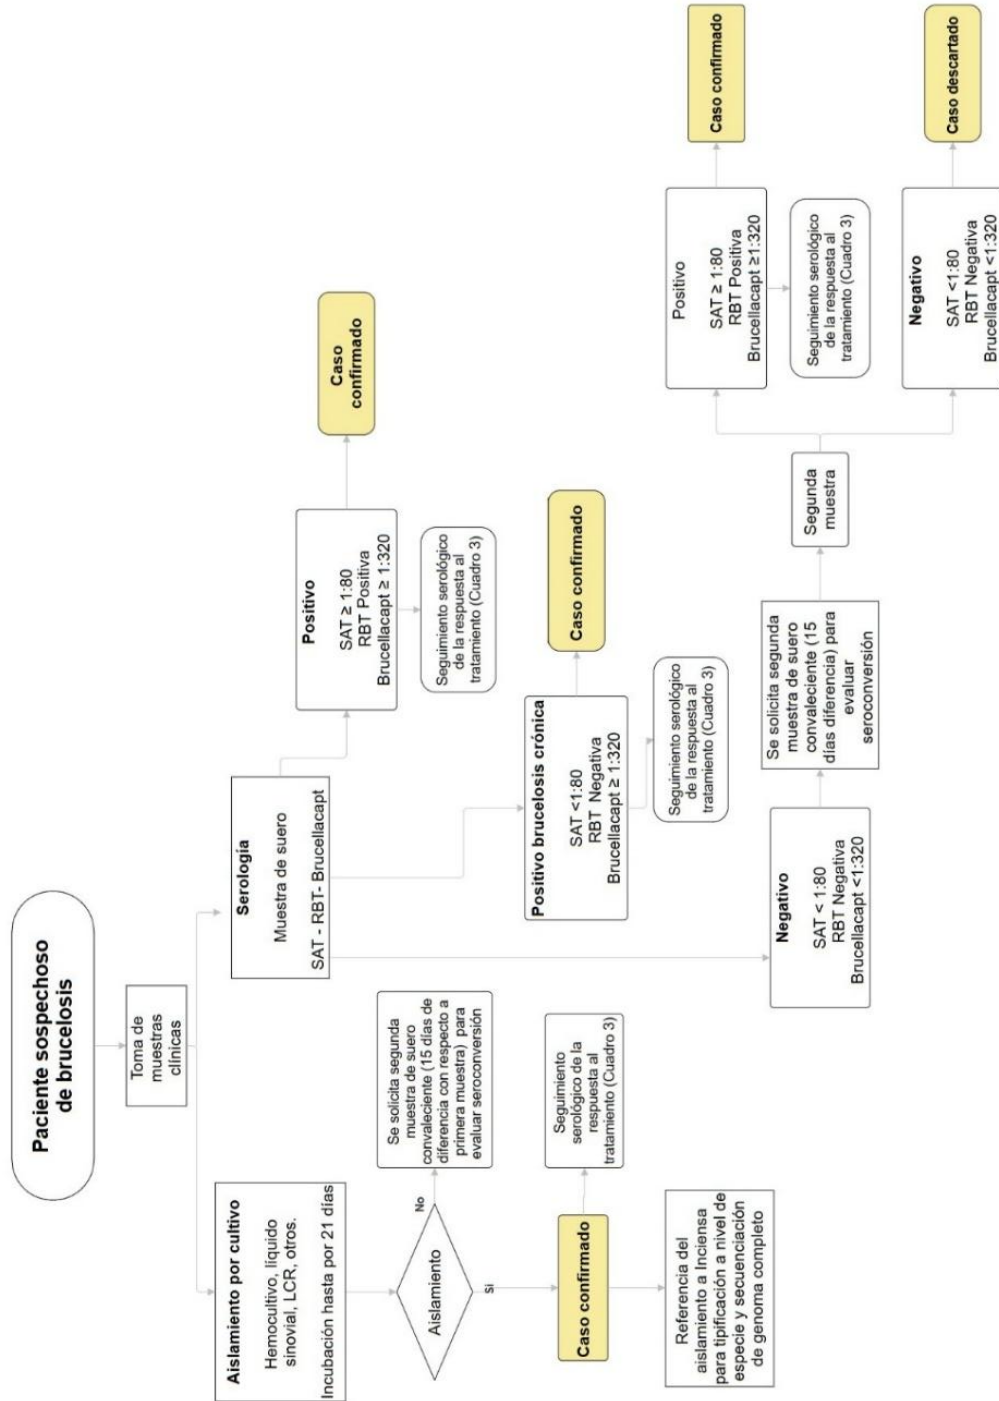 Paciente sospechoso
de brucelosis
Toma de
muestras
clínicas
Aislamiento por cultivo
Hemocultivo, líquido
sinovial, LCR, otros.
Incubación hasta por 21 días
Aislamiento
No
Se solicita segunda
muestra de suero
convaleciente (15 días de
diferencia con respecto a
primera muestra) para
evaluar seroconversión
Si
Caso confirmado
Seguimiento
serológico de la
respuesta al
tratamiento (Cuadro 3)
Referencia del
aislamiento a Inciensa
para tipificación a nivel de
especie y secuenciación
de genoma completo
Serología
Muestra de suero
SAT - RBT- Brucellacapt
Positivo
SAT ≥ 1:80
RBT Positiva
Brucellacapt ≥ 1:320
Caso
confirmado
Seguimiento serológico
de la respuesta al
tratamiento (Cuadro 3)
Positivo brucelosis crónica
SAT <1:80
RBT Negativa
Brucellacapt ≥ 1:320
Caso confirmado
Seguimiento serológico
de la respuesta al
tratamiento (Cuadro 3)
Negativo
SAT < 1:80
RBT Negativa
Brucellacapt <1:320
Se solicita segunda
muestra de suero
convaleciente (15
días diferencia) para
evaluar
seroconversión
Segunda
muestra
Positivo
SAT ≥ 1:80
RBT Positiva
Brucellacapt ≥1:320
Caso confirmado
Seguimiento serológico
de la respuesta al
tratamiento (Cuadro 3)
Negativo
SAT <1:80
RBT Negativa
Brucellacapt <1:320
Caso descartado